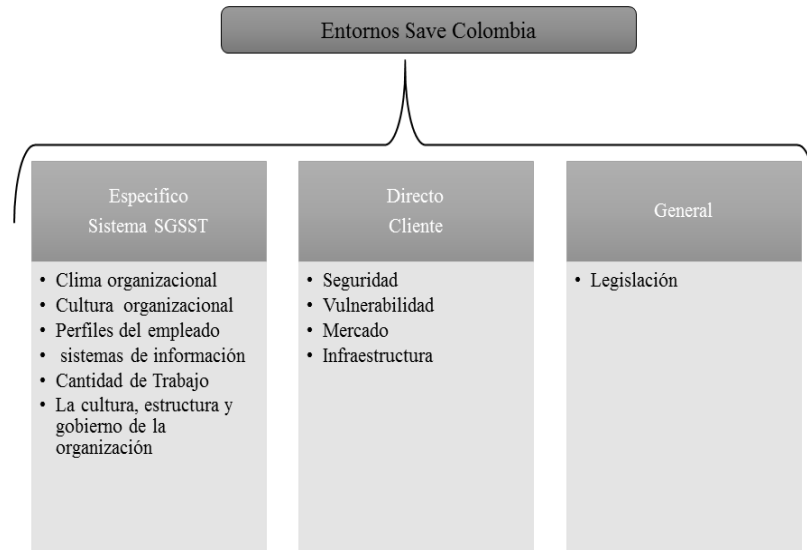 Entornos Save Colombia
Especifico
Sistema SGSST
• Clima organizacional
• Cultura organizacional
• Perfiles del empleado
• sistemas de información
• Cantidad de Trabajo
• La cultura, estructura y
gobierno de la
organización
Directo
Cliente
• Seguridad
• Vulnerabilidad
• Mercado
• Infraestructura
General
• Legislación